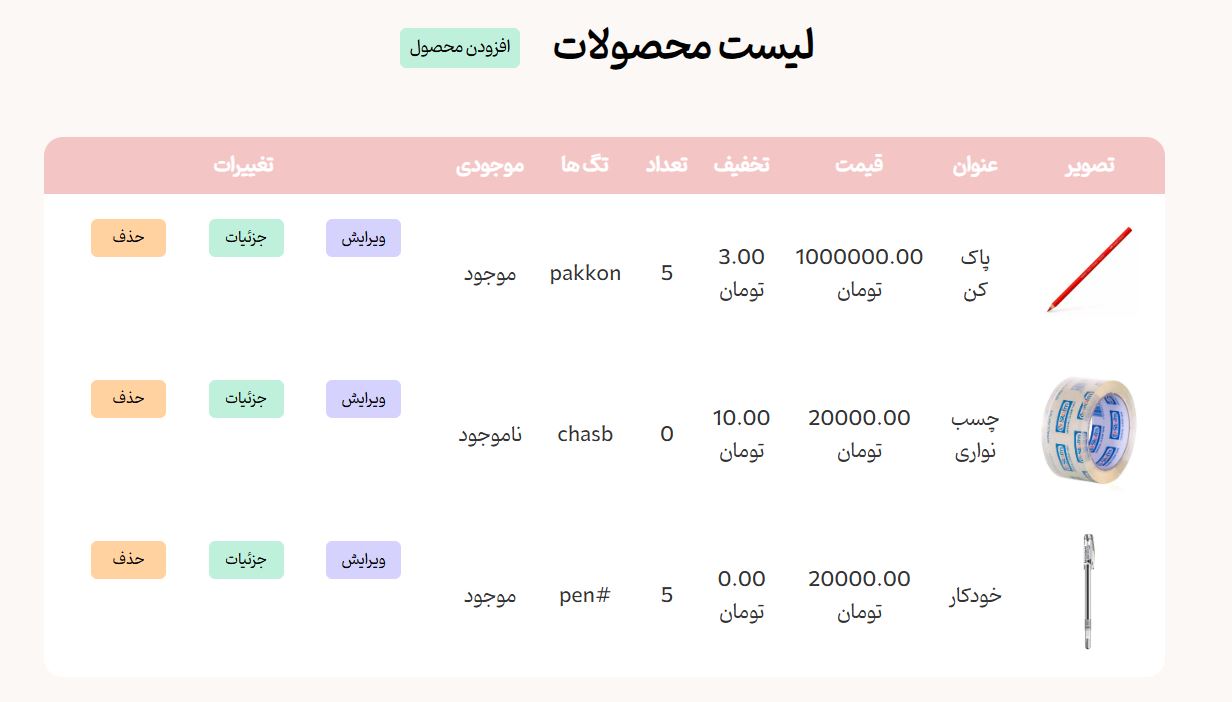 لیست محصولات
افزودن محصول
تصویر عنوان قیمت تخفیف تعداد تگ ها موجودی تغییرات
پاک کن 1000000.00 تومان 3.00 تومان 5 pakkon موجود ویرایش جزئیات حذف
چسب نواری 20000.00 تومان 10.00 تومان 0 chasb ناموجود ویرایش جزئیات حذف
خودکار 20000.00 تومان 0.00 تومان 5 pen# موجود ویرایش جزئیات حذف